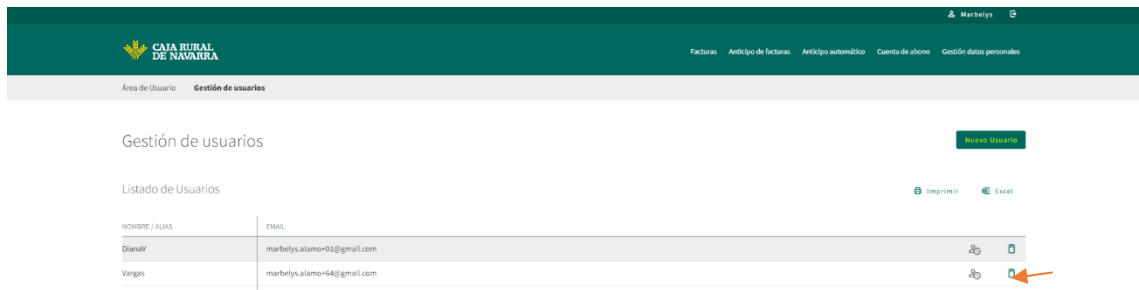 Marbelys
CAJA RURAL
DE NAVARRA
Facturas Anticipo de facturas Anticipo automático Cuenta de abono Gestión datos personales
Área de Usuario Gestión de usuarios
Gestión de usuarios
Nuevo Usuario
Listado de Usuarios
Imprimir Excel
NOMBRE / ALIAS EMAIL
DianaV marbelys.alamo+01@gmail.com
Vargas marbelys.alamo+64@gmail.com